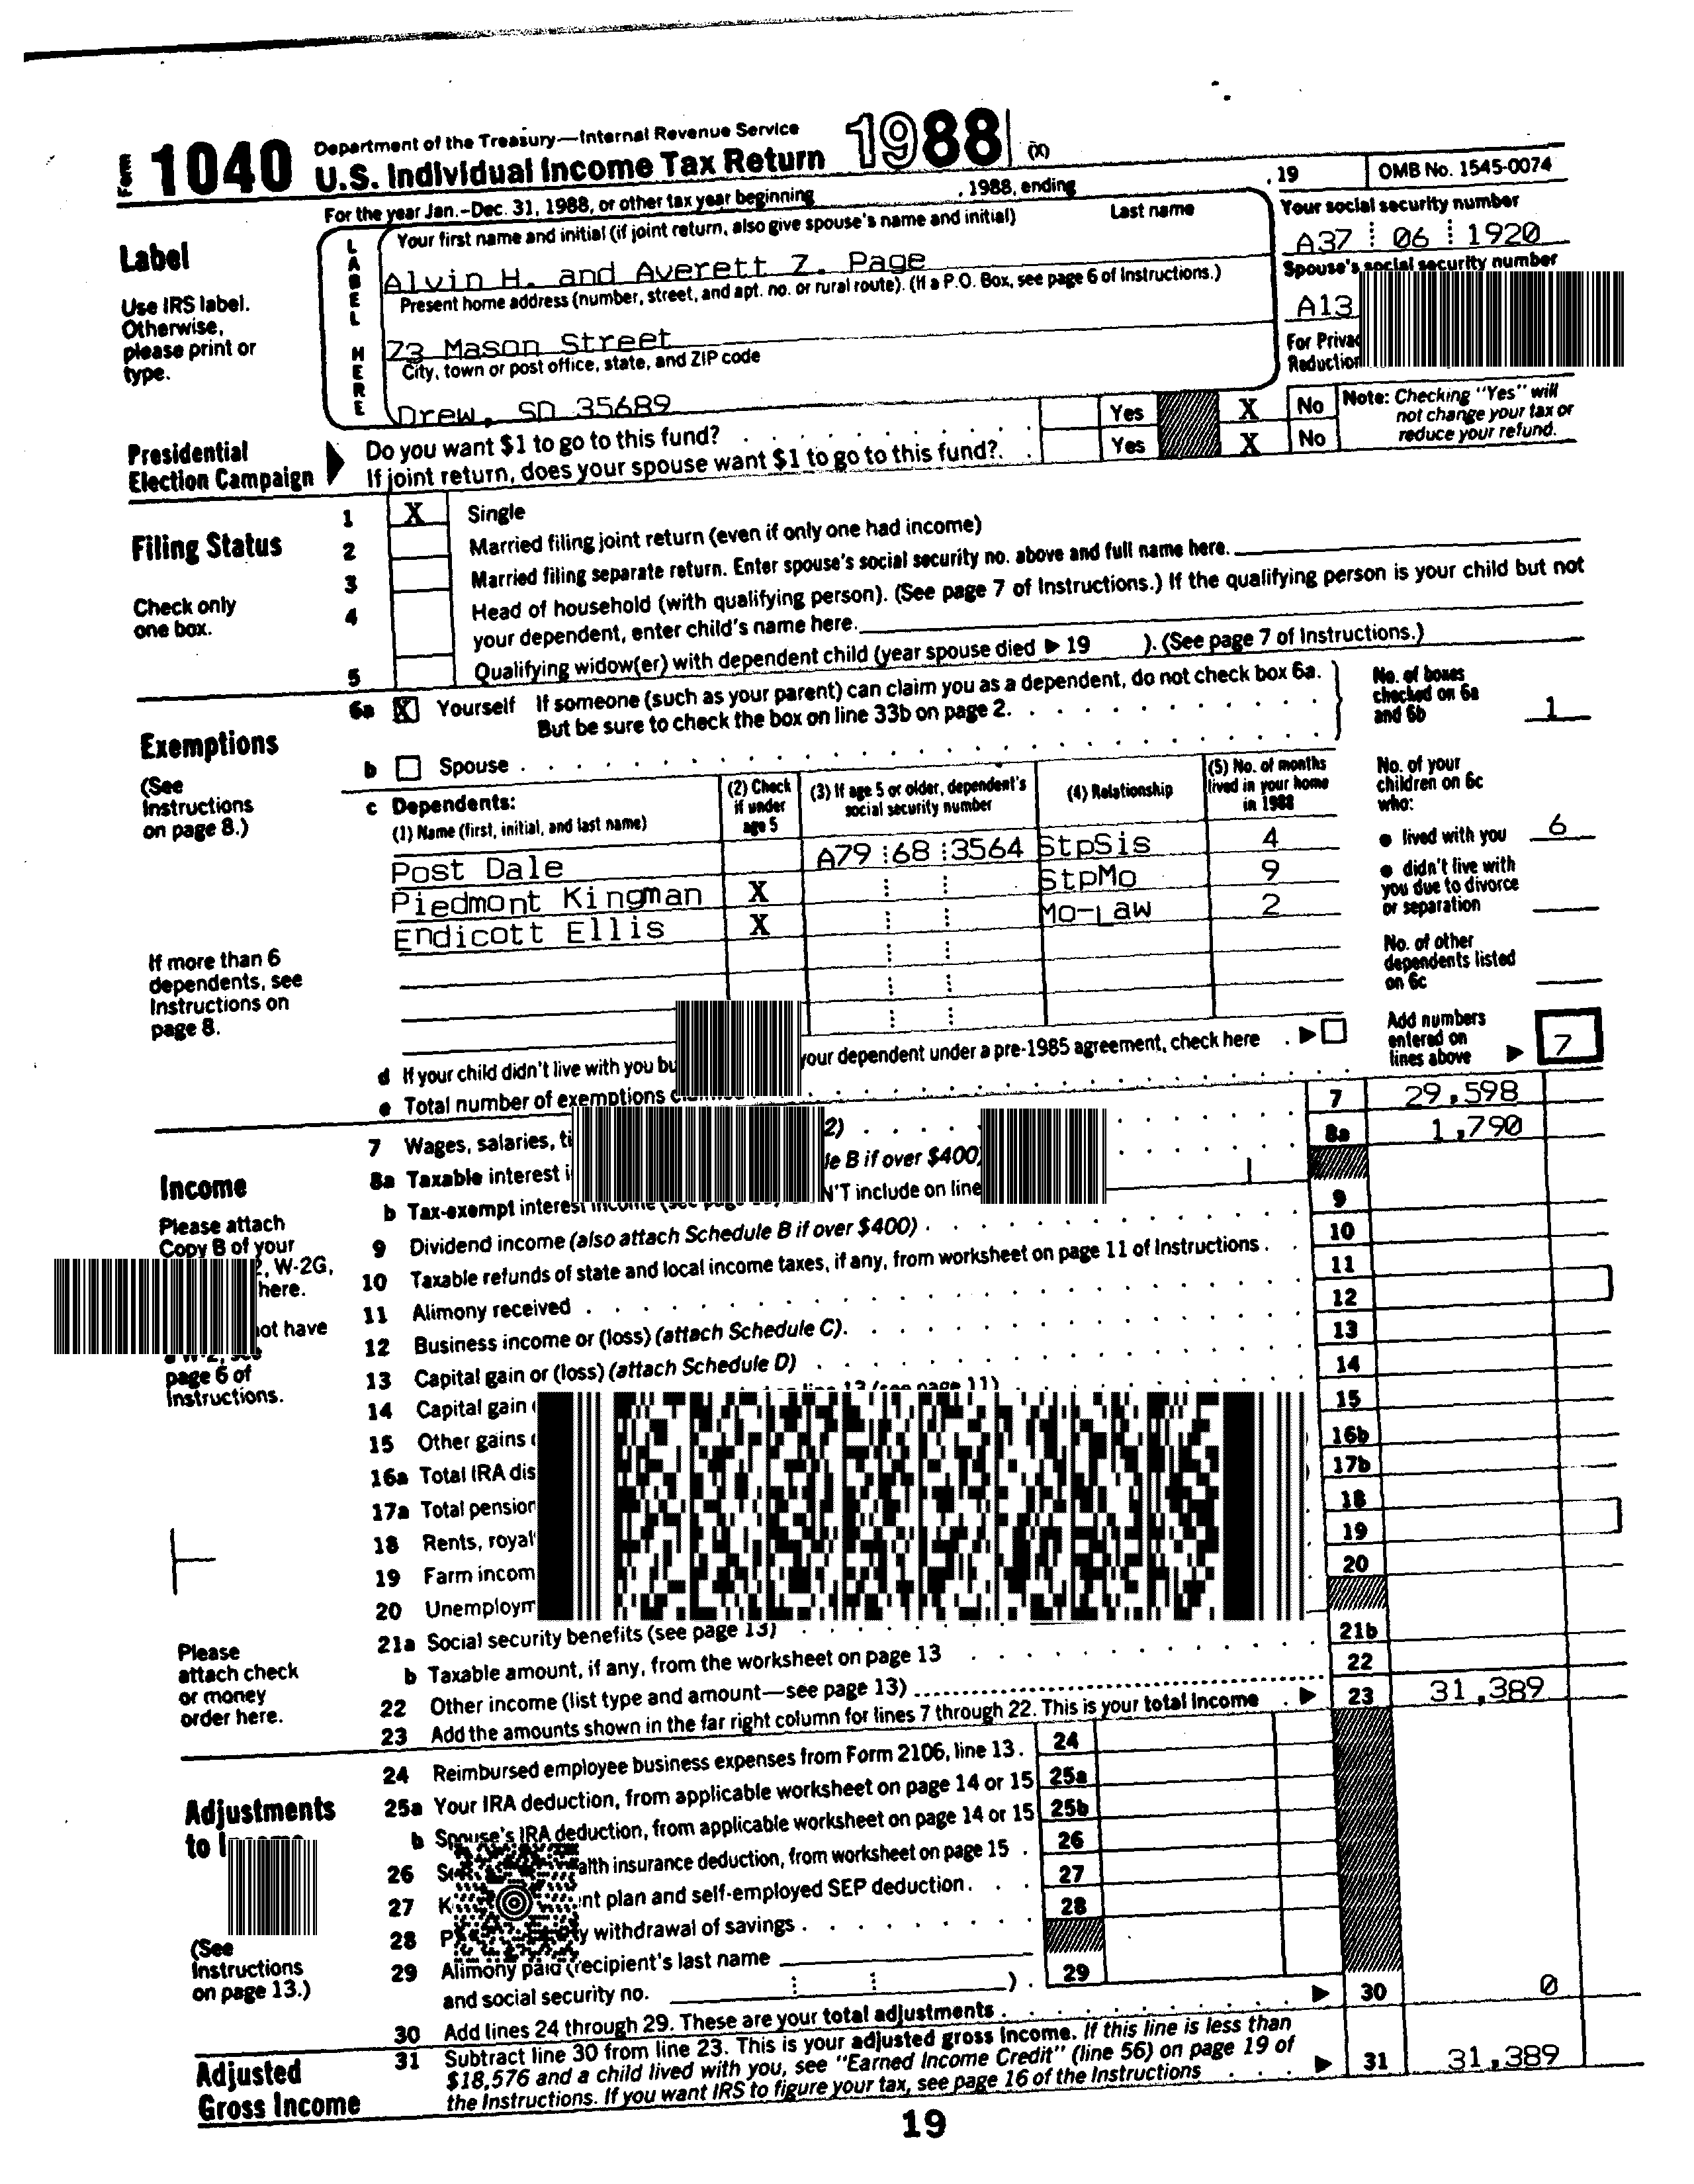 Form 1040 Department of the Treasury—Internal Revenue Service
U.S. Individual Income Tax Return 1988 (X)
For the year Jan.–Dec. 31, 1988, or other tax year beginning , 1988, ending , 19 OMB No. 1545-0074
Label
Use IRS label.
Otherwise,
please print or
type.
LABEL HERE
Your first name and initial (if joint return, also give spouse's name and initial) Last name
Alvin H. and Averett Z. Page
Your social security number
A37 06 1920
Present home address (number, street, and apt. no. or rural route). (If a P.O. Box, see page 6 of Instructions.)
73 Mason Street
Spouse's social security number
A13
City, town or post office, state, and ZIP code
Drew, SD 35689
For Privac
Reduction
Presidential
Election Campaign
Do you want $1 to go to this fund? Yes X No
If joint return, does your spouse want $1 to go to this fund? Yes X No
Note: Checking "Yes" will
not change your tax or
reduce your refund.
Filing Status
Check only
one box.
1 X Single
2 Married filing joint return (even if only one had income)
3 Married filing separate return. Enter spouse's social security no. above and full name here.
4 Head of household (with qualifying person). (See page 7 of Instructions.) If the qualifying person is your child but not
your dependent, enter child's name here.
5 Qualifying widow(er) with dependent child (year spouse died ▶ 19 ). (See page 7 of Instructions.)
Exemptions
(See
Instructions
on page 8.)
If more than 6
dependents, see
Instructions on
page 8.
6a X Yourself If someone (such as your parent) can claim you as a dependent, do not check box 6a.
But be sure to check the box on line 33b on page 2.
b Spouse
No. of boxes
checked on 6a
and 6b 1
c Dependents:
(1) Name (first, initial, and last name)
(2) Check
if under
age 5
(3) If age 5 or older, dependent's
social security number
(4) Relationship
(5) No. of months
lived in your home
in 1988
Post Dale A79 68 3564 StpSis 4
Piedmont Kingman X StpMo 9
Endicott Ellis X Mo-Law 2
No. of your
children on 6c
who:
● lived with you 6
● didn't live with
you due to divorce
or separation
No. of other
dependents listed
on 6c
Add numbers
entered on
lines above ▶ 7
d If your child didn't live with you bu your dependent under a pre-1985 agreement, check here ▶
e Total number of exemptions
Income
Please attach
Copy B of your
, W-2G,
here.
not have
page 6 of
Instructions.
Please
attach check
or money
order here.
7 Wages, salaries, ti 2) 7 29,598
8a Taxable interest i le B if over $400) 8a 1,790
b Tax-exempt interest income N'T include on line
9 Dividend income (also attach Schedule B if over $400) 9
10 Taxable refunds of state and local income taxes, if any, from worksheet on page 11 of Instructions 10
11 Alimony received 11
12 Business income or (loss) (attach Schedule C) 12
13 Capital gain or (loss) (attach Schedule D) 13
14 Capital gain 14
15 Other gains 15
16a Total IRA dis 16b
17a Total pension 17b
18 Rents, royal 18
19 Farm incom 19
20 Unemploym 20
21a Social security benefits (see page 13)
b Taxable amount, if any, from the worksheet on page 13 21b
22 Other income (list type and amount—see page 13) 22
23 Add the amounts shown in the far right column for lines 7 through 22. This is your total income ▶ 23 31,389
Adjustments
to I
(See
Instructions
on page 13.)
24 Reimbursed employee business expenses from Form 2106, line 13 24
25a Your IRA deduction, from applicable worksheet on page 14 or 15 25a
b Spouse's IRA deduction, from applicable worksheet on page 14 or 15 25b
26 Se alth insurance deduction, from worksheet on page 15 26
27 K nt plan and self-employed SEP deduction 27
28 P y withdrawal of savings 28
29 Alimony paid (recipient's last name
and social security no. ) 29
30 Add lines 24 through 29. These are your total adjustments ▶ 30 0
Adjusted
Gross Income
31 Subtract line 30 from line 23. This is your adjusted gross income. If this line is less than
$18,576 and a child lived with you, see "Earned Income Credit" (line 56) on page 19 of
the Instructions. If you want IRS to figure your tax, see page 16 of the Instructions ▶ 31 31,389
19